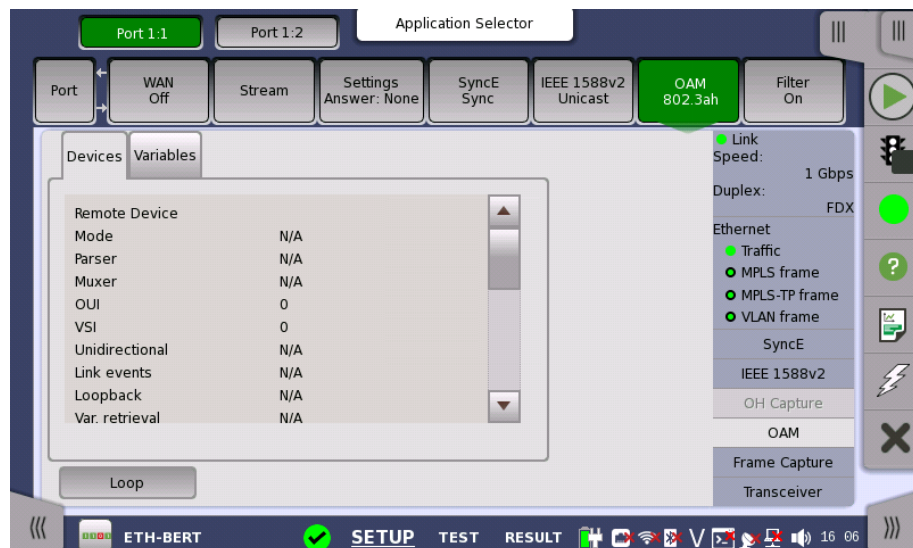 Application Selector
Port 1:1
Port 1:2
Port
WAN
Off
Stream
Settings
Answer: None
SyncE
Sync
IEEE 1588v2
Unicast
OAM
802.3ah
Filter
On
Devices
Variables
Remote Device
Mode N/A
Parser N/A
Muxer N/A
OUI 0
VSI 0
Unidirectional N/A
Link events N/A
Loopback N/A
Var. retrieval N/A
Loop
Link
Speed:
1 Gbps
Duplex:
FDX
Ethernet
Traffic
MPLS frame
MPLS-TP frame
VLAN frame
SyncE
IEEE 1588v2
OH Capture
OAM
Frame Capture
Transceiver
ETH-BERT
SETUP
TEST
RESULT
V
16 06